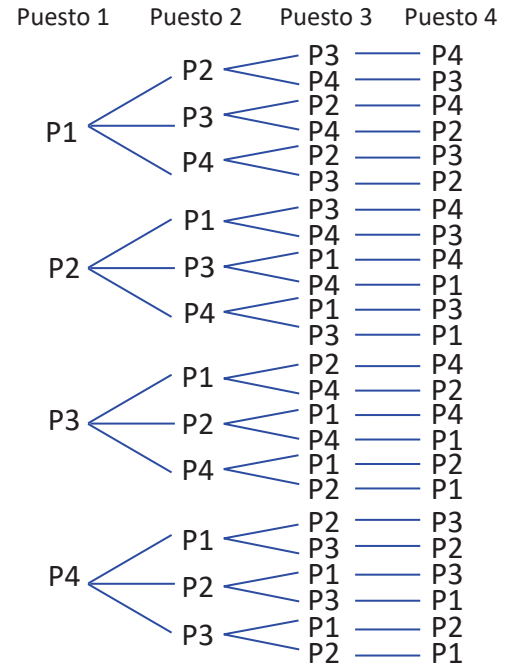 Puesto 1 Puesto 2 Puesto 3 Puesto 4
P3 P4
P2
P4 P3
P2 P4
P1 P3
P4 P2
P2 P3
P4
P3 P2
P1 P3 P4
P4 P3
P2 P3 P1 P4
P4 P1
P4 P1 P3
P3 P1
P2 P4
P1
P4 P2
P3 P2 P1 P4
P4 P1
P4 P1 P2
P2 P1
P2 P3
P1
P3 P2
P4 P2 P1 P3
P3 P1
P3 P1 P2
P2 P1